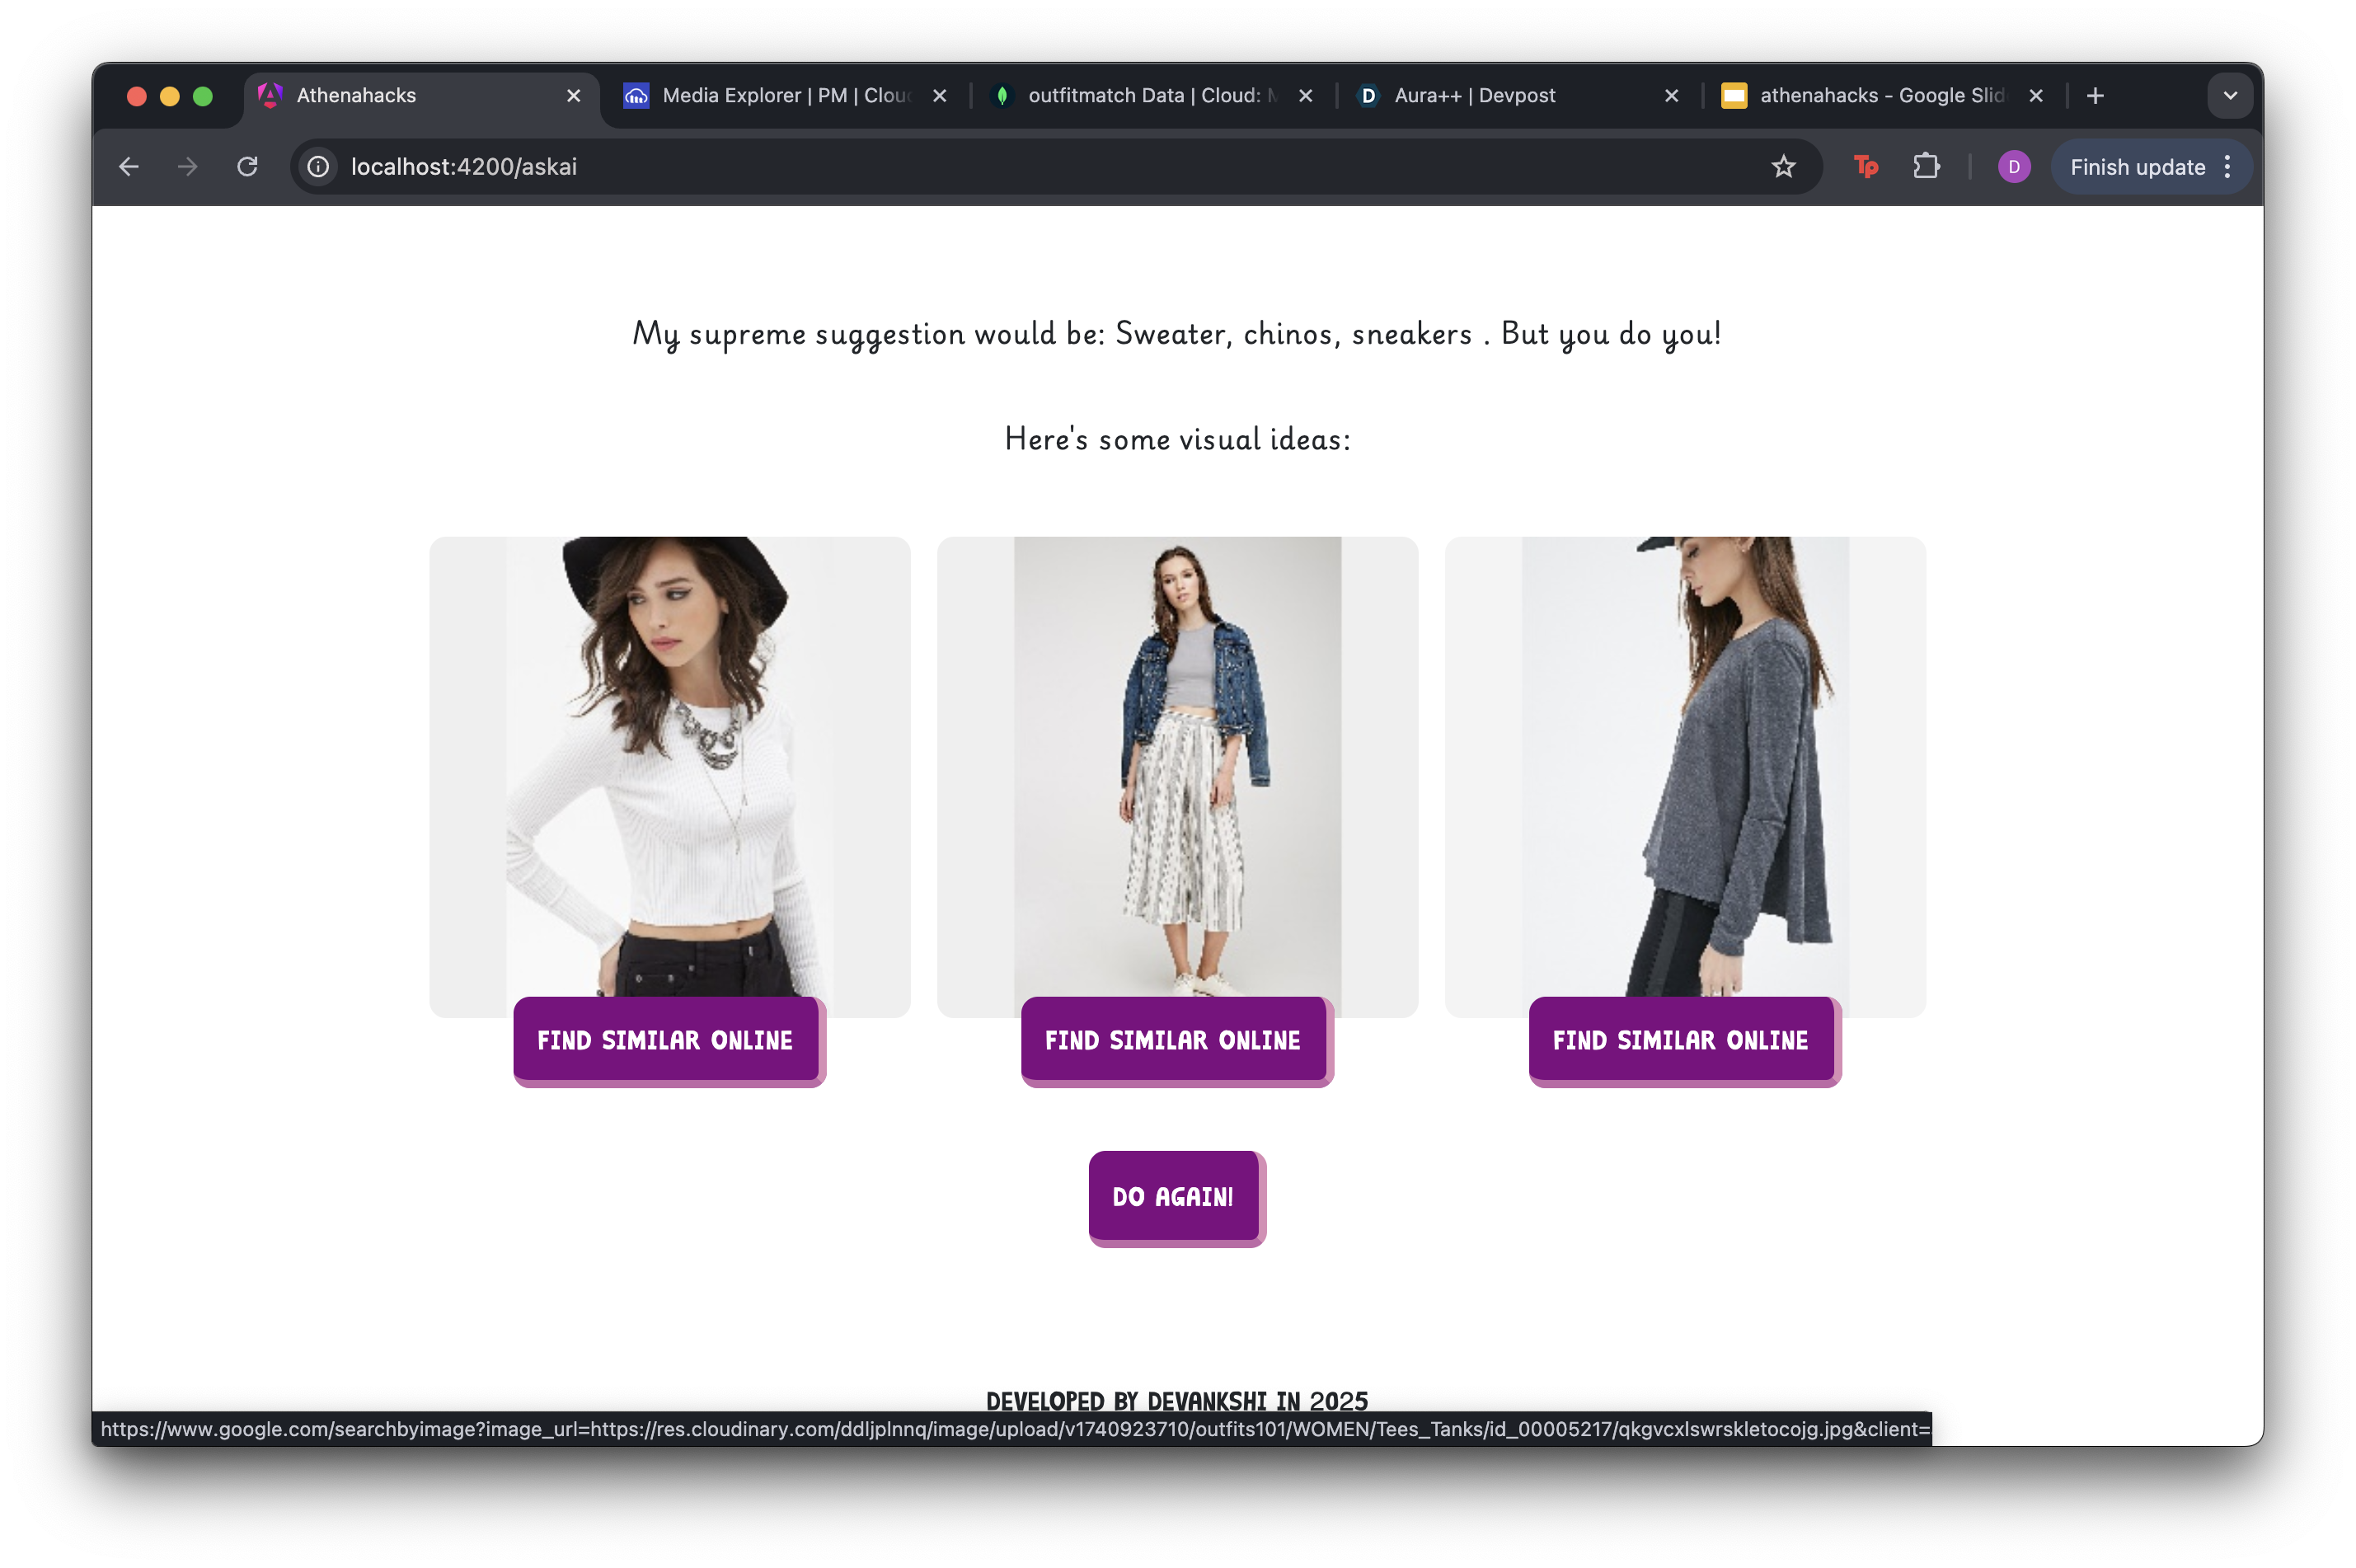 Athenahacks
Media Explorer | PM | Clou
outfitmatch Data | Cloud: M
Aura++ | Devpost
athenahacks - Google Slid
localhost:4200/askai
Tp
D
Finish update
My supreme suggestion would be: Sweater, chinos, sneakers . But you do you!
Here's some visual ideas:
FIND SIMILAR ONLINE
FIND SIMILAR ONLINE
FIND SIMILAR ONLINE
DO AGAIN!
DEVELOPED BY DEVANKSHI IN 2025
https://www.google.com/searchbyimage?image_url=https://res.cloudinary.com/ddljplnnq/image/upload/v1740923710/outfits101/WOMEN/Tees_Tanks/id_00005217/qkgvcxlswrskletocojg.jpg&client=